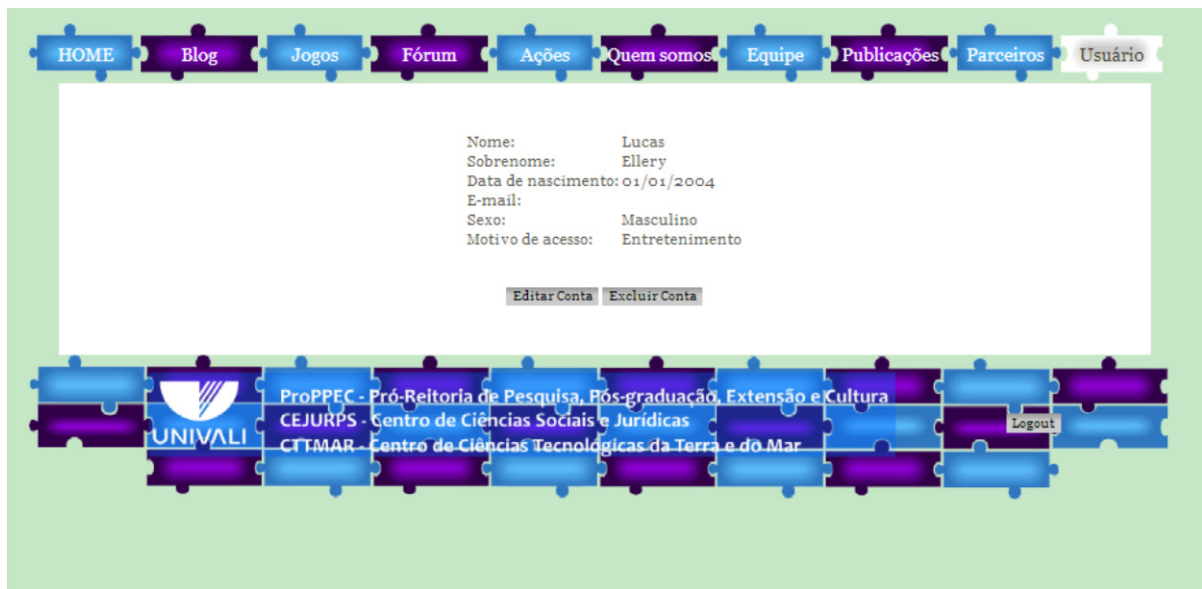 HOME Blog Jogos Fórum Ações Quem somos Equipe Publicações Parceiros Usuário
Nome: Lucas
Sobrenome: Ellery
Data de nascimento: 01/01/2004
E-mail:
Sexo: Masculino
Motivo de acesso: Entretenimento
Editar Conta Excluir Conta
UNIVALI
ProPPEC - Pró-Reitoria de Pesquisa, Pós-graduação, Extensão e Cultura
CEJURPS - Centro de Ciências Sociais e Jurídicas
CTTMAR - Centro de Ciências Tecnológicas da Terra e do Mar
Logout